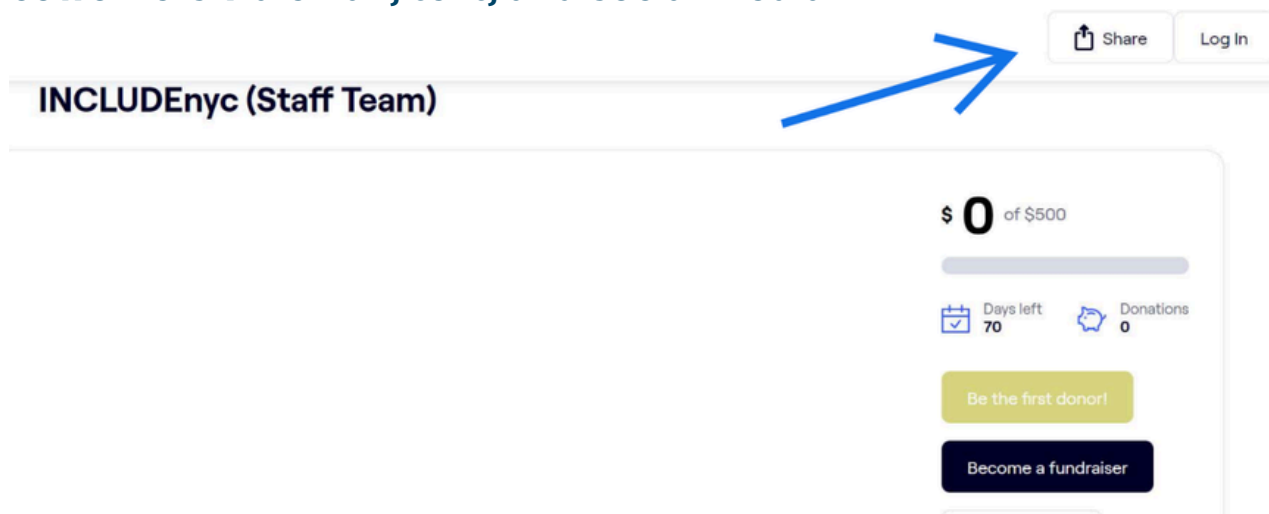 Share Log In
INCLUDEnyc (Staff Team)
$ 0 of $500
Days left Donations
70 0
Be the first donor!
Become a fundraiser